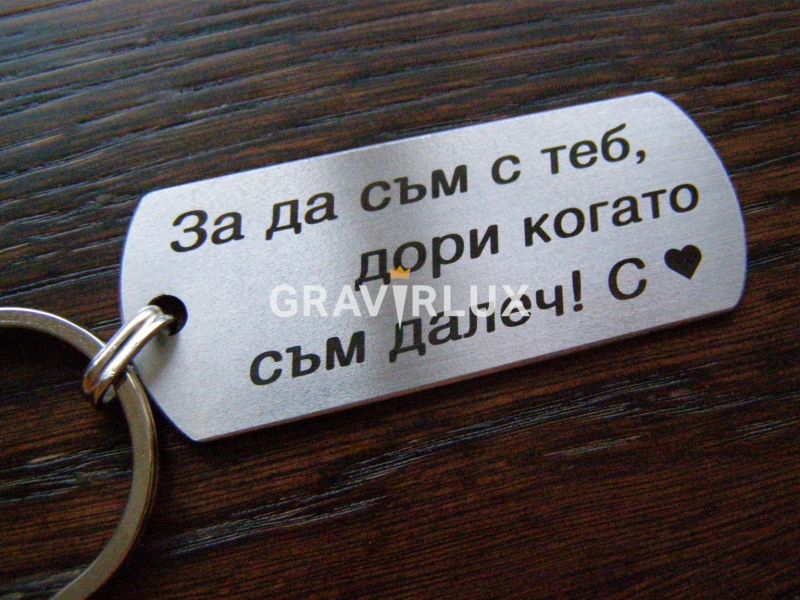 За да съм с теб,
дори когато
съм далеч! С ♥
GRAVIRLUX